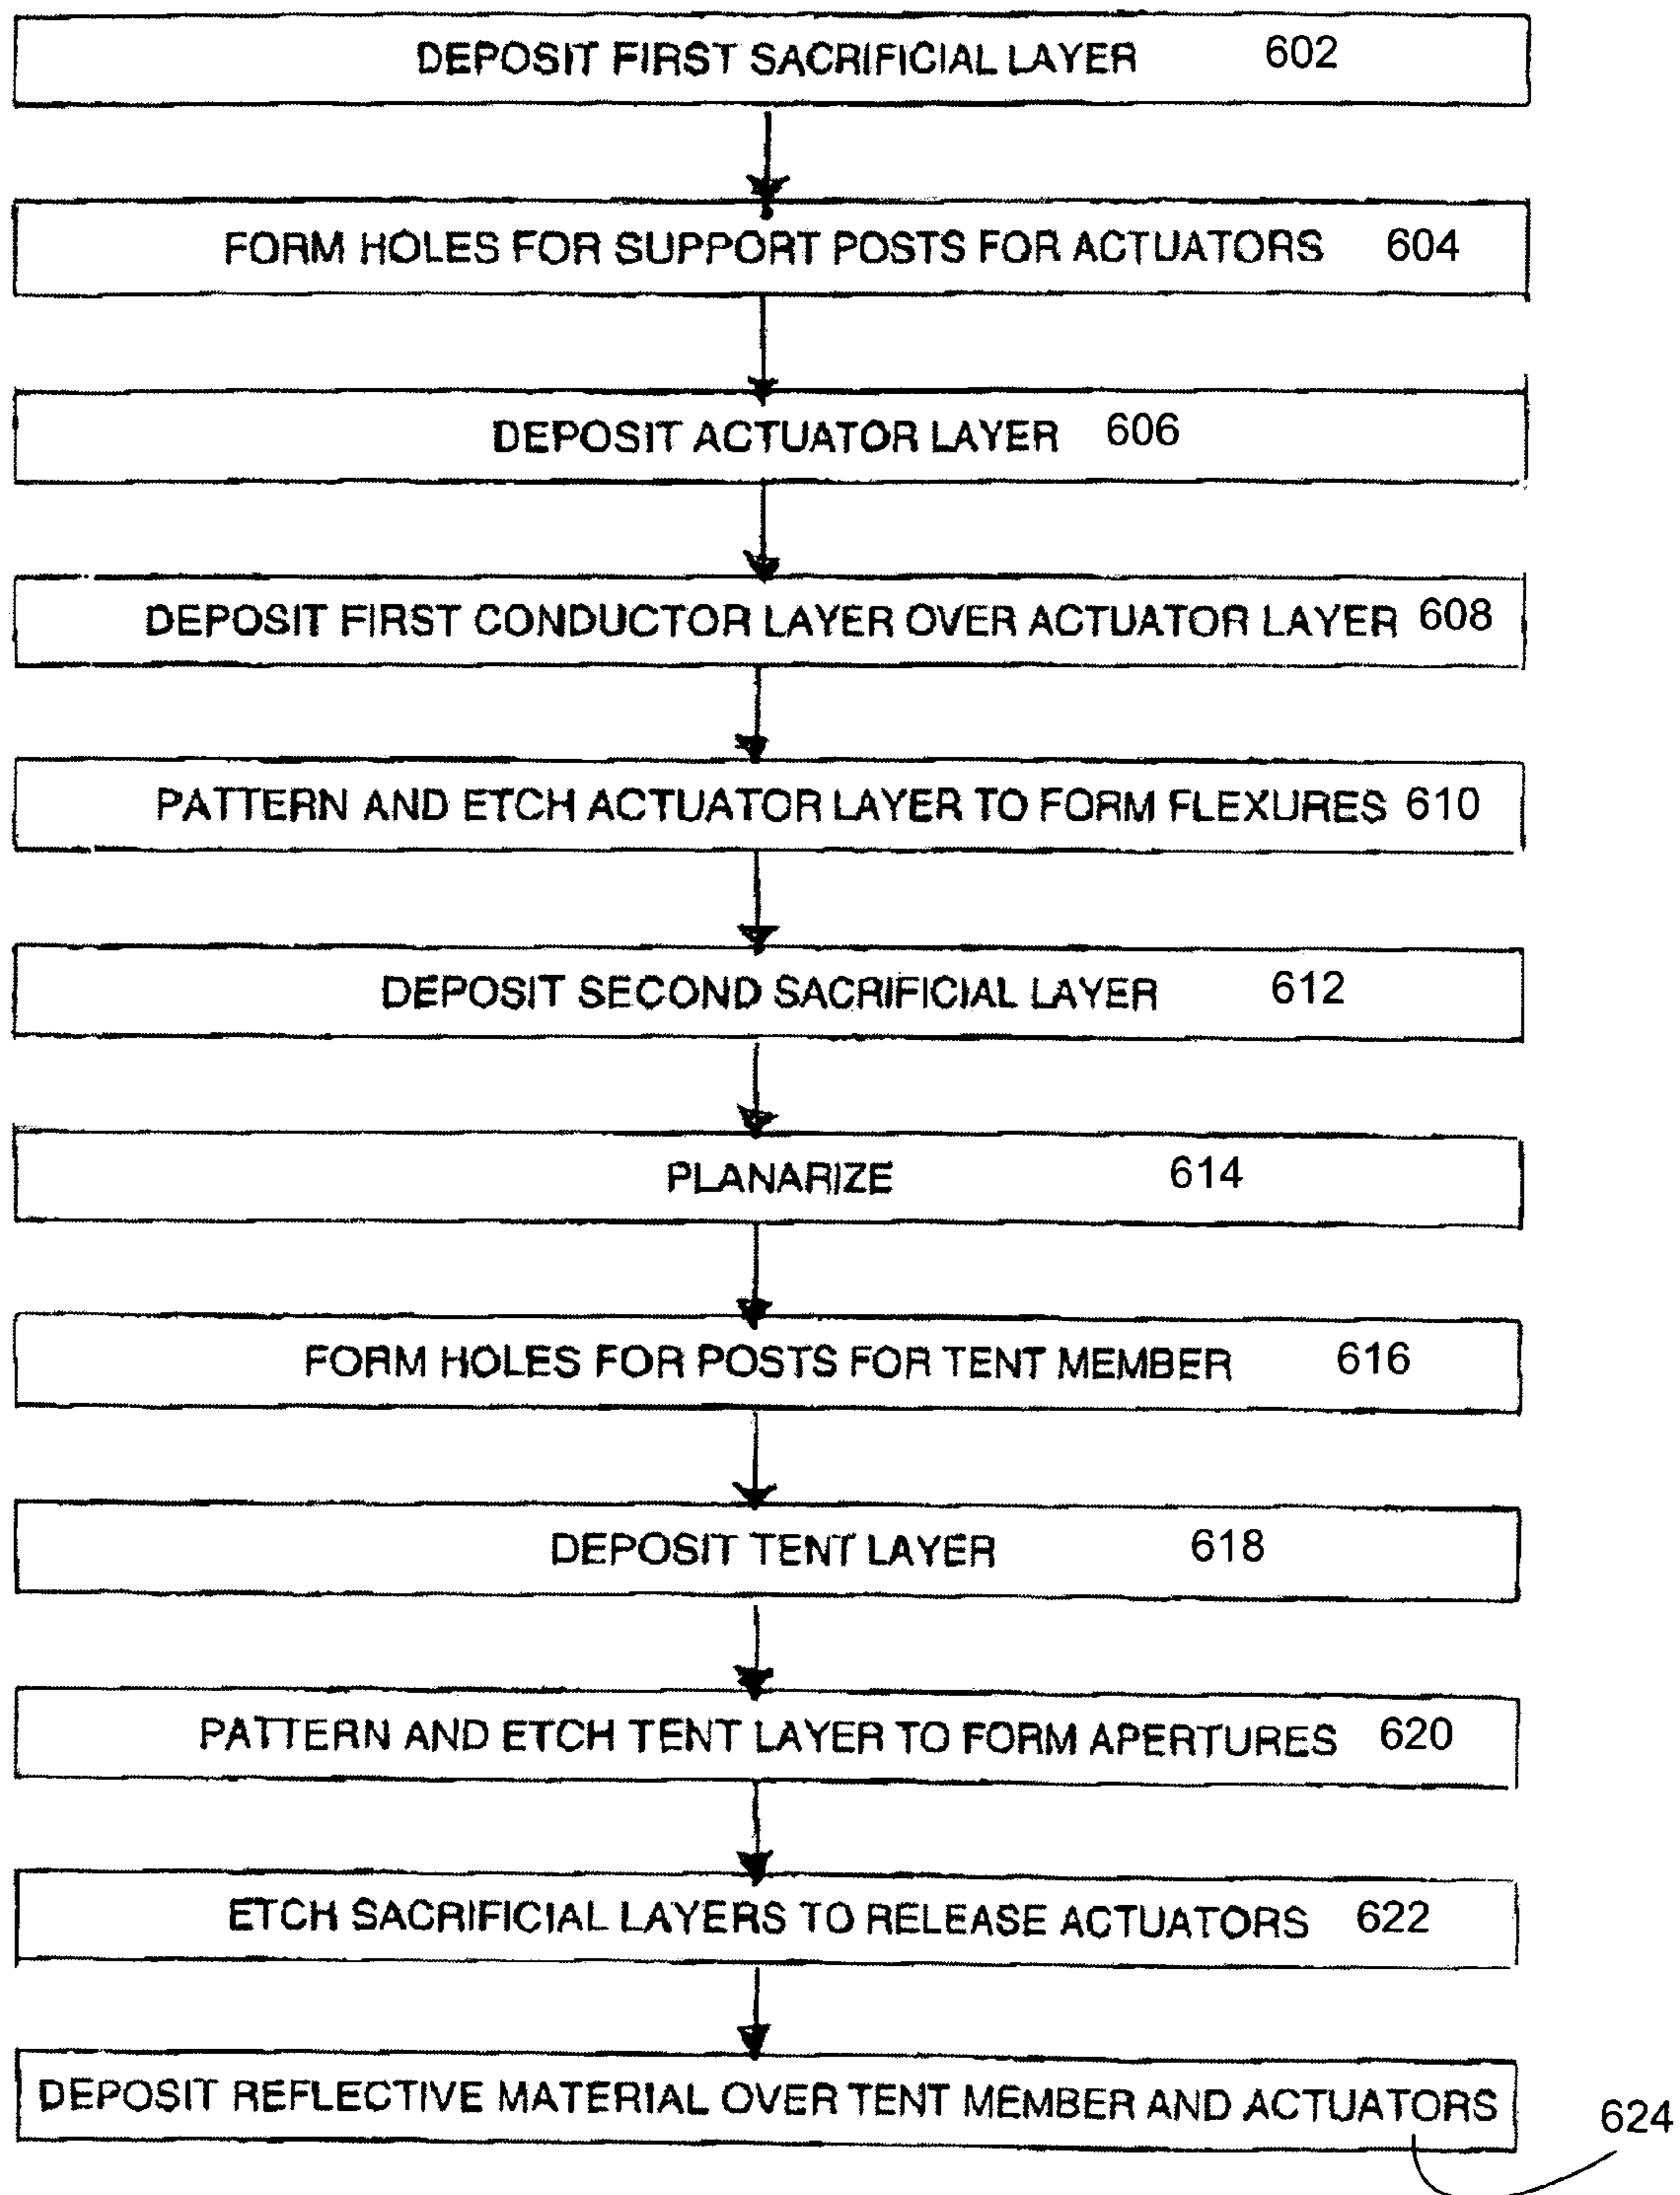 DEPOSIT FIRST SACRIFICIAL LAYER 602
FORM HOLES FOR SUPPORT POSTS FOR ACTUATORS 604
DEPOSIT ACTUATOR LAYER 606
DEPOSIT FIRST CONDUCTOR LAYER OVER ACTUATOR LAYER 608
PATTERN AND ETCH ACTUATOR LAYER TO FORM FLEXURES 610
DEPOSIT SECOND SACRIFICIAL LAYER 612
PLANARIZE 614
FORM HOLES FOR POSTS FOR TENT MEMBER 616
DEPOSIT TENT LAYER 618
PATTERN AND ETCH TENT LAYER TO FORM APERTURES 620
ETCH SACRIFICIAL LAYERS TO RELEASE ACTUATORS 622
DEPOSIT REFLECTIVE MATERIAL OVER TENT MEMBER AND ACTUATORS
624